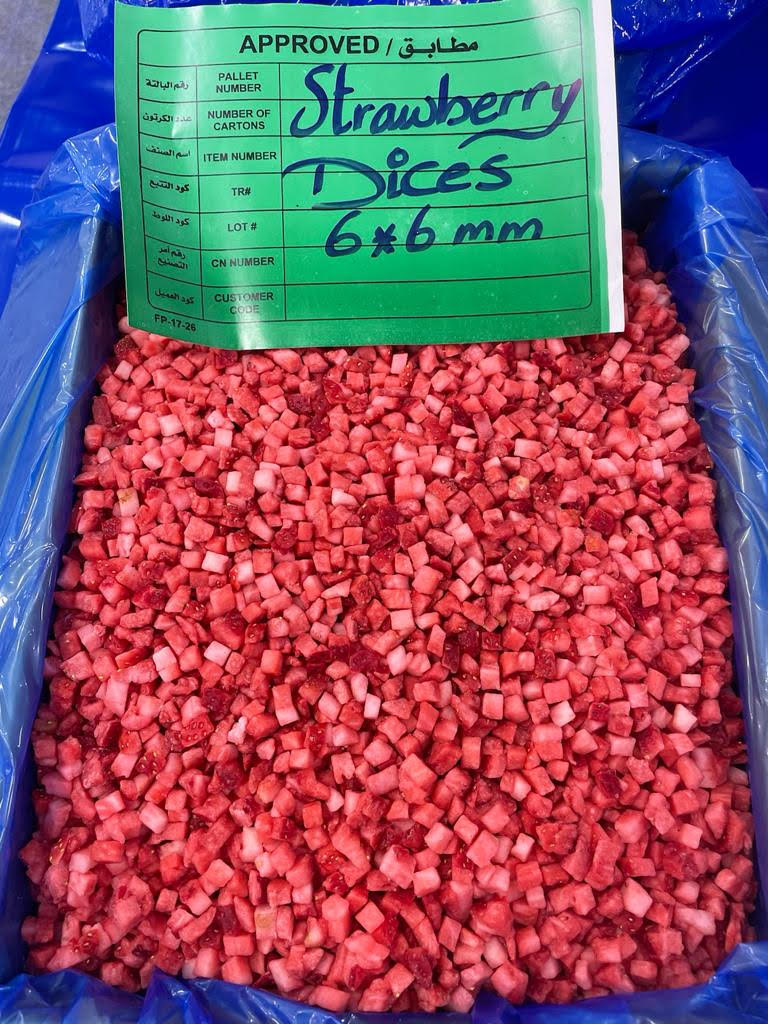 APPROVED / مطابق
رقم البالتة PALLET NUMBER
عدد الكرتون NUMBER OF CARTONS
اسم الصنف ITEM NUMBER
كود التتبع TR#
كود اللوط LOT #
رقم أمر التصنيع CN NUMBER
كود العميل CUSTOMER CODE
Strawberry
Dices
6*6 mm
FP-17-26